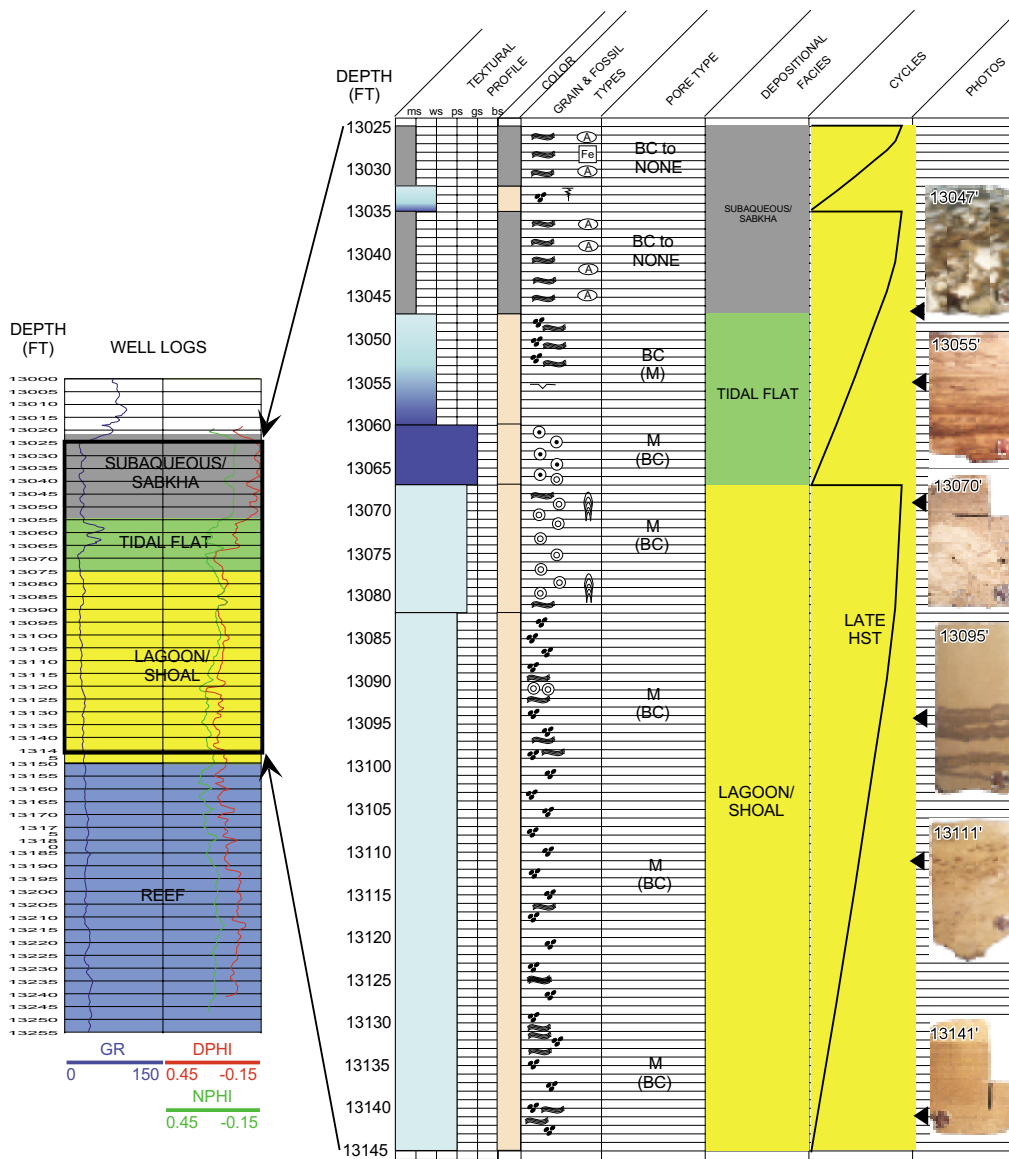 DEPTH
(FT)
TEXTURAL
PROFILE
COLOR
GRAIN & FOSSIL
TYPES
PORE TYPE
DEPOSITIONAL
FACIES
CYCLES
PHOTOS
ms ws ps gs bs
13025
13030
13035
13040
13045
13050
13055
13060
13065
13070
13075
13080
13085
13090
13095
13100
13105
13110
13115
13120
13125
13130
13135
13140
13145
A
Fe
A
A
A
A
A
BC to
NONE
BC to
NONE
BC
(M)
M
(BC)
M
(BC)
M
(BC)
M
(BC)
M
(BC)
SUBAQUEOUS/
SABKHA
TIDAL FLAT
LAGOON/
SHOAL
LATE
HST
13047'
13055'
13070'
13095'
13111'
13141'
DEPTH
(FT)
WELL LOGS
13000
13005
13010
13015
13020
13025
13030
13035
13040
13045
13050
13055
13060
13065
13070
13075
13080
13085
13090
13095
13100
13105
13110
13115
13120
13125
13130
13135
13140
1314
5
13150
13155
13160
13165
13170
1317
5
1318
0
13185
13190
13195
13200
13205
13210
13215
13220
13225
13230
13235
13240
13245
13250
13255
SUBAQUEOUS/
SABKHA
TIDAL FLAT
LAGOON/
SHOAL
REEF
GR
0 150
DPHI
0.45 -0.15
NPHI
0.45 -0.15